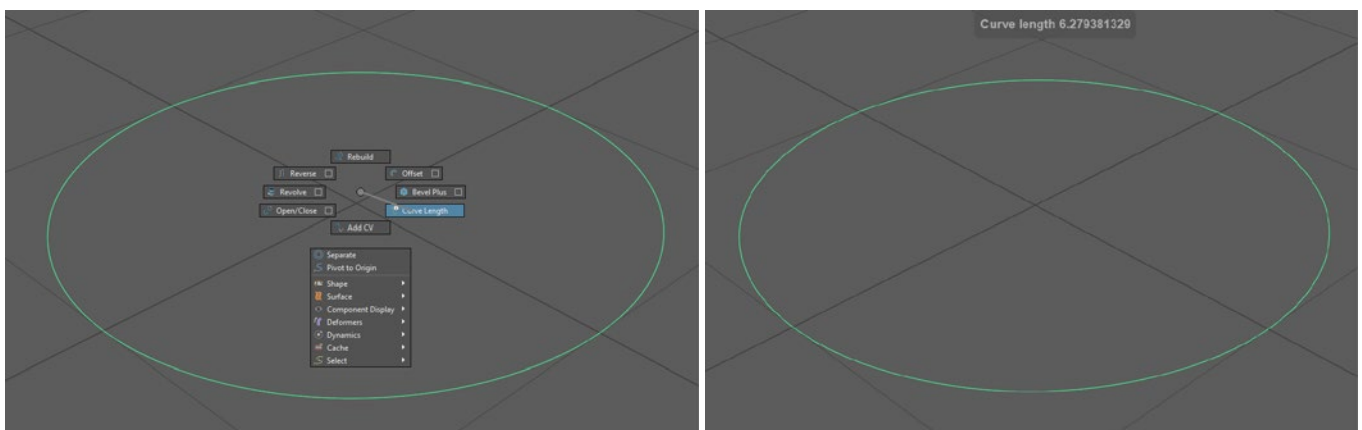 Rebuild
Reverse
Offset
Revolve
Bevel Plus
Open/Close
Curve Length
Add CV
Separate
Pivot to Origin
Shape
Surface
Component Display
Deformers
Dynamics
Cache
Select
Curve length 6.279381329